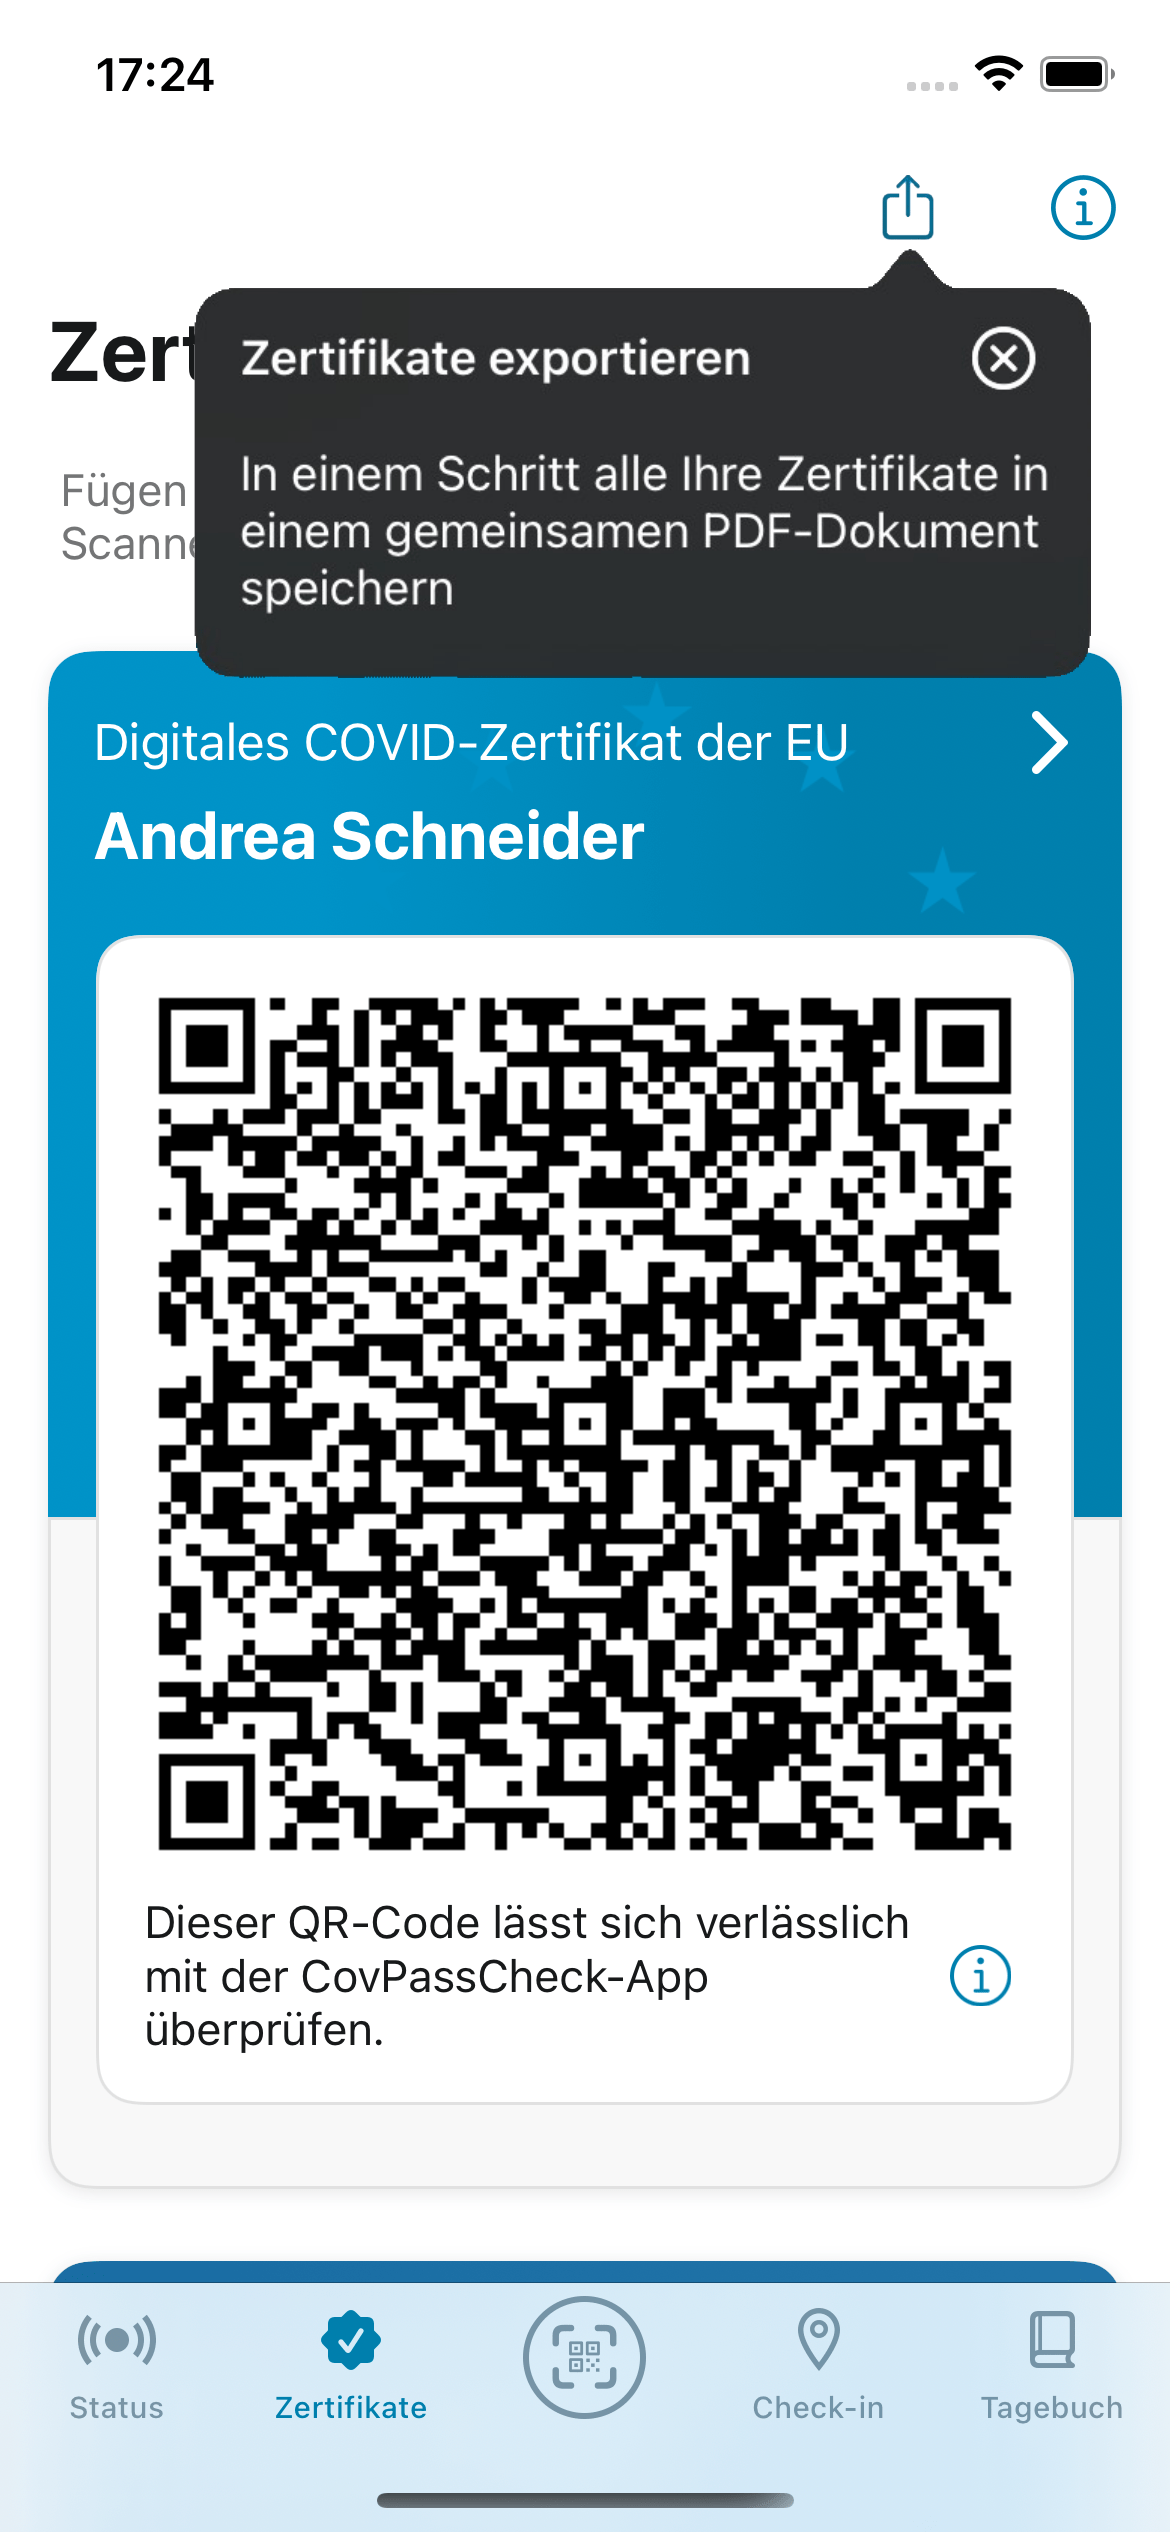 17:24
Zertifikate exportieren
In einem Schritt alle Ihre Zertifikate in
einem gemeinsamen PDF-Dokument
speichern
Fügen
Digitales COVID-Zertifikat der EU
Andrea Schneider
Dieser QR-Code lässt sich verlässlich
mit der CovPassCheck-App
überprüfen.
Status
Zertifikate
Check-in
Tagebuch